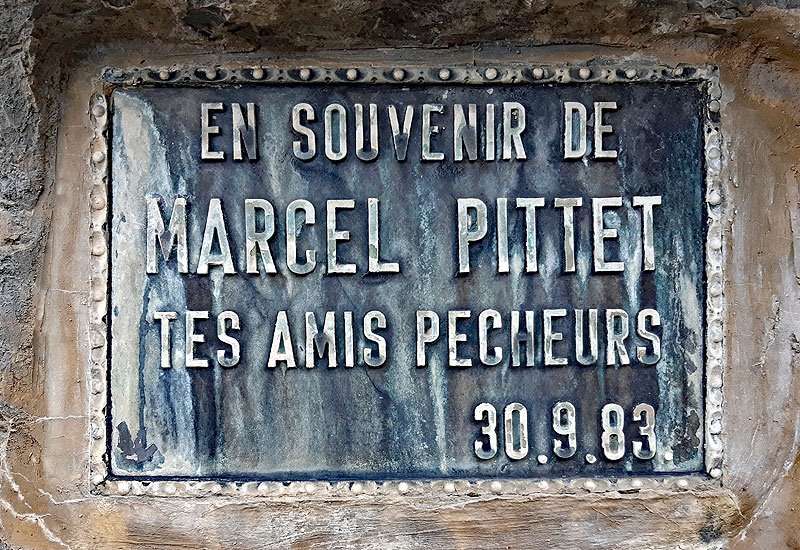 EN SOUVENIR DE
MARCEL PITTET
TES AMIS PECHEURS
30.9.83.